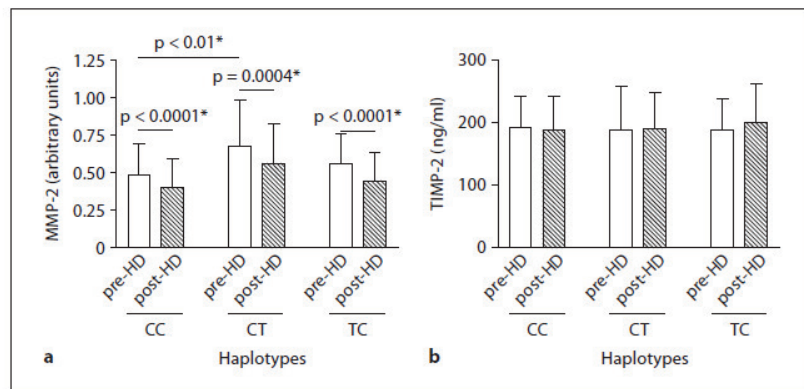 MMP-2 (arbitrary units)
1.25
1.00
0.75
0.50
0.25
0
p < 0.01*
p = 0.0004*
p < 0.0001*
p < 0.0001*
pre-HD
post-HD
pre-HD
post-HD
pre-HD
post-HD
CC
CT
TC
a
Haplotypes
TIMP-2 (ng/ml)
300
200
100
0
pre-HD
post-HD
pre-HD
post-HD
pre-HD
post-HD
CC
CT
TC
b
Haplotypes